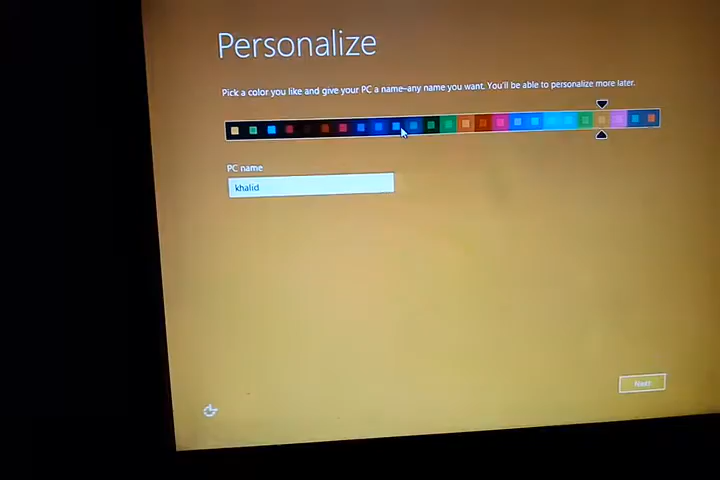 Personalize
Pick a color you like and give your PC a name–any name you want. You'll be able to personalize more later.
PC name
khalid
Next